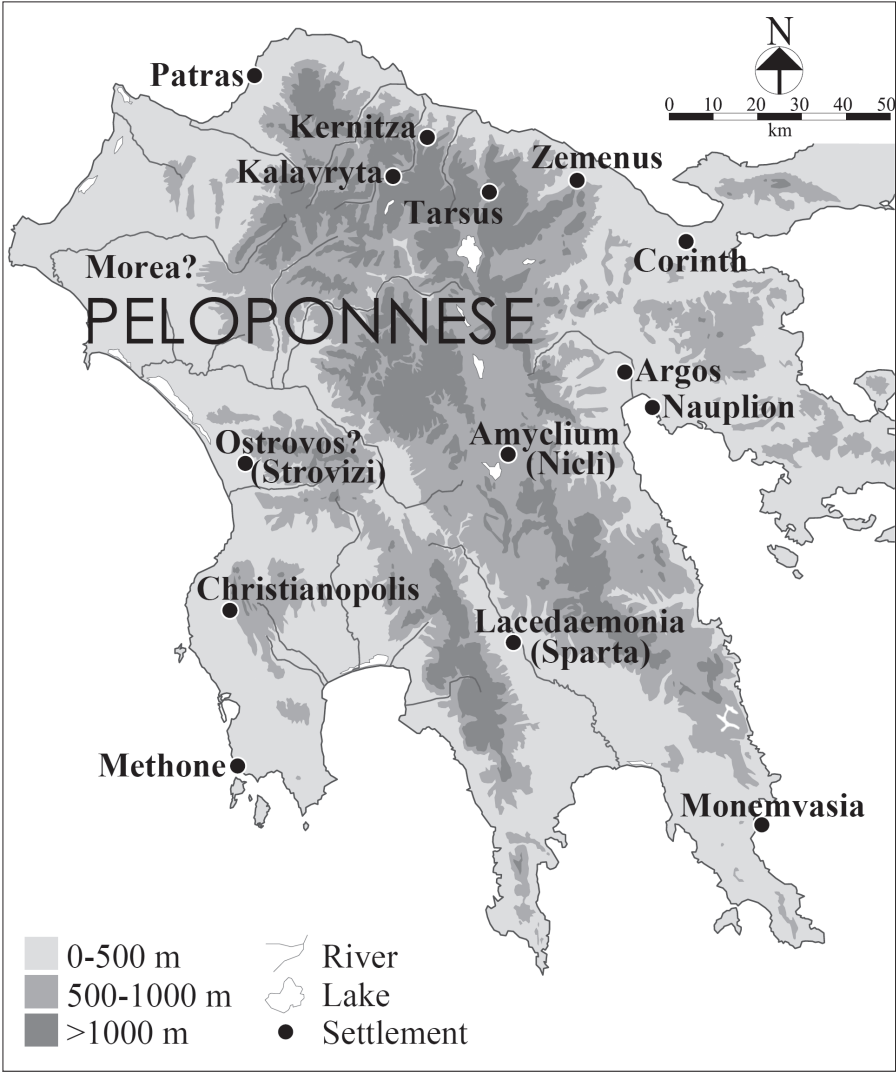 N
0 10 20 30 40 50
km
Patras
Kernitza
Zemenus
Kalavryta
Tarsus
Corinth
Morea?
PELOPONNESE
Argos
Nauplion
Amyclium
(Nicli)
Ostrovos?
(Strovizi)
Christianopolis
Lacedaemonia
(Sparta)
Methone
Monemvasia
0-500 m
River
500-1000 m
Lake
>1000 m
Settlement